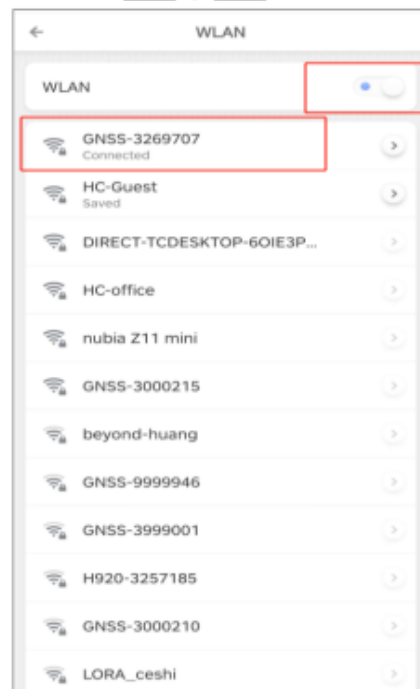 WLAN
WLAN
GNSS-3269707
Connected
HC-Guest
Saved
DIRECT-TCDESKTOP-6OIE3P...
HC-office
nubia Z11 mini
GNSS-3000215
beyond-huang
GNSS-9999946
GNSS-3999001
H920-3257185
GNSS-3000210
LORA_ceshi